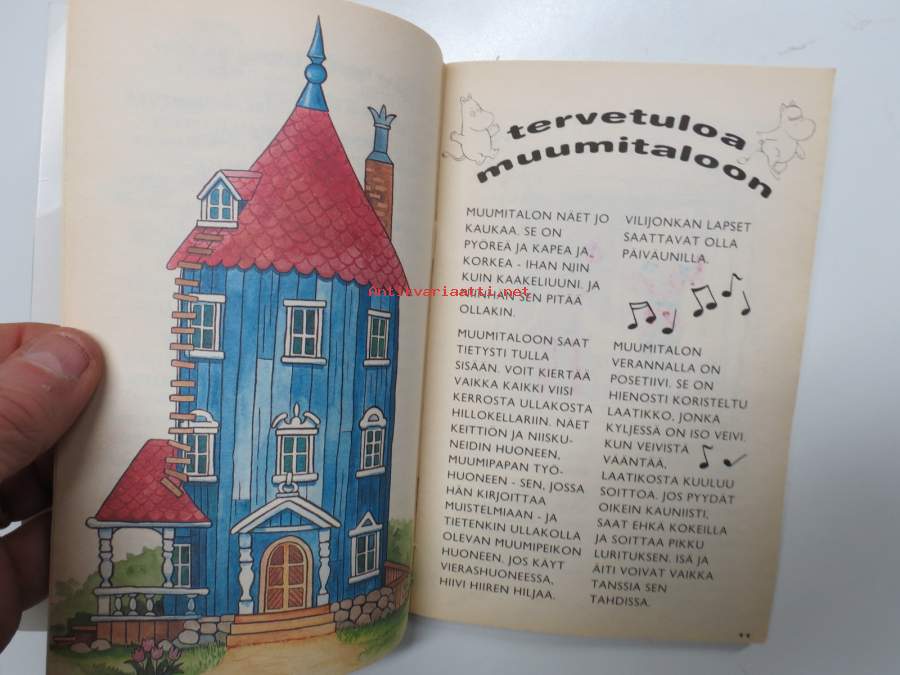 tervetuloa
muumitaloon
MUUMITALON NÄET JO
KAUKAA. SE ON
PYÖREÄ JA KAPEA JA
KORKEA - IHAN NIIN
KUIN KAAKELIUUNI. JA
NIINHÄN SEN PITÄÄ
OLLAKIN.
MUUMITALOON SAAT
TIETYSTI TULLA
SISÄÄN. VOIT KIERTÄÄ
VAIKKA KAIKKI VIISI
KERROSTA ULLAKOSTA
HILLOKELLARIIN. NÄET
KEITTIÖN JA NIISKU-
NEIDIN HUONEEN,
MUUMIPAPAN TYÖ-
HUONEEN - SEN, JOSSA
HÄN KIRJOITTAA
MUISTELMIAAN - JA
TIETENKIN ULLAKOLLA
OLEVAN MUUMIPEIKON
HUONEEN. JOS KÄYT
VIERASHUONEESSA,
HIIVI HIIREN HILJAA.
VILIJONKAN LAPSET
SAATTAVAT OLLA
PÄIVÄUNILLA.
MUUMITALON
VERANNALLA ON
POSETIIVI. SE ON
HIENOSTI KORISTELTU
LAATIKKO, JONKA
KYLJESSÄ ON ISO VEIVI.
KUN VEIVISTÄ
VÄÄNTÄÄ,
LAATIKOSTA KUULUU
SOITTOA. JOS PYYDÄT
OIKEIN KAUNIISTI,
SAAT EHKÄ KOKEILLA
JA SOITTAA PIKKU
LURITUKSEN. ISÄ JA
ÄITI VOIVAT VAIKKA
TANSSIA SEN
TAHDISSA.
11
Antikvariaatti.net